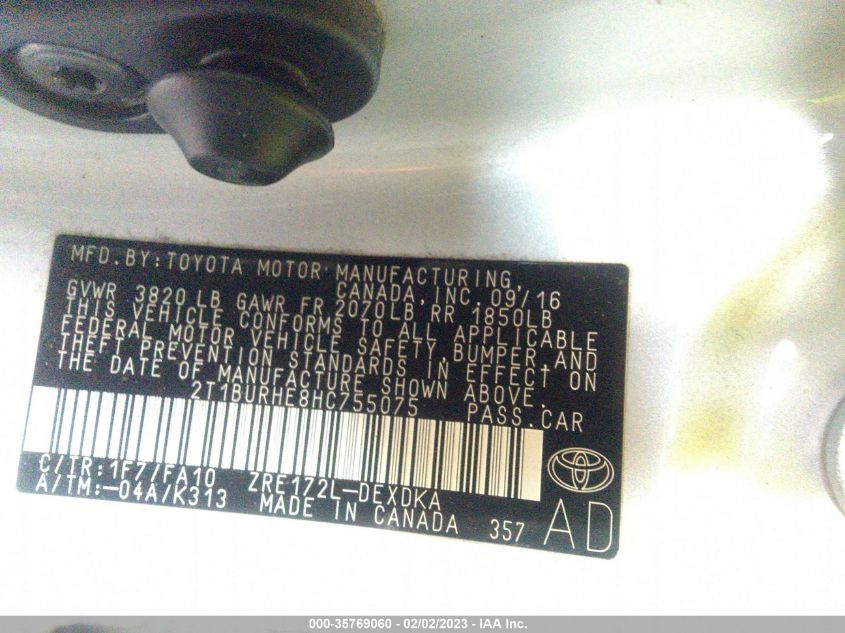 MFD. BY: TOYOTA MOTOR MANUFACTURING,
CANADA, INC. 09/16
GVWR 3820 LB GAWR FR 2070LB RR 1850LB
THIS VEHICLE CONFORMS TO ALL APPLICABLE
FEDERAL MOTOR VEHICLE SAFETY, BUMPER, AND
THEFT PREVENTION STANDARDS IN EFFECT ON
THE DATE OF MANUFACTURE SHOWN ABOVE.
2T1BURHE8HC755075 PASS.CAR
C/TR: 1F7/FA10 ZRE172L-DEXDKA
A/TM: -04A/K313 MADE IN CANADA 357 AD
000-35769060 - 02/02/2023 - IAA Inc.